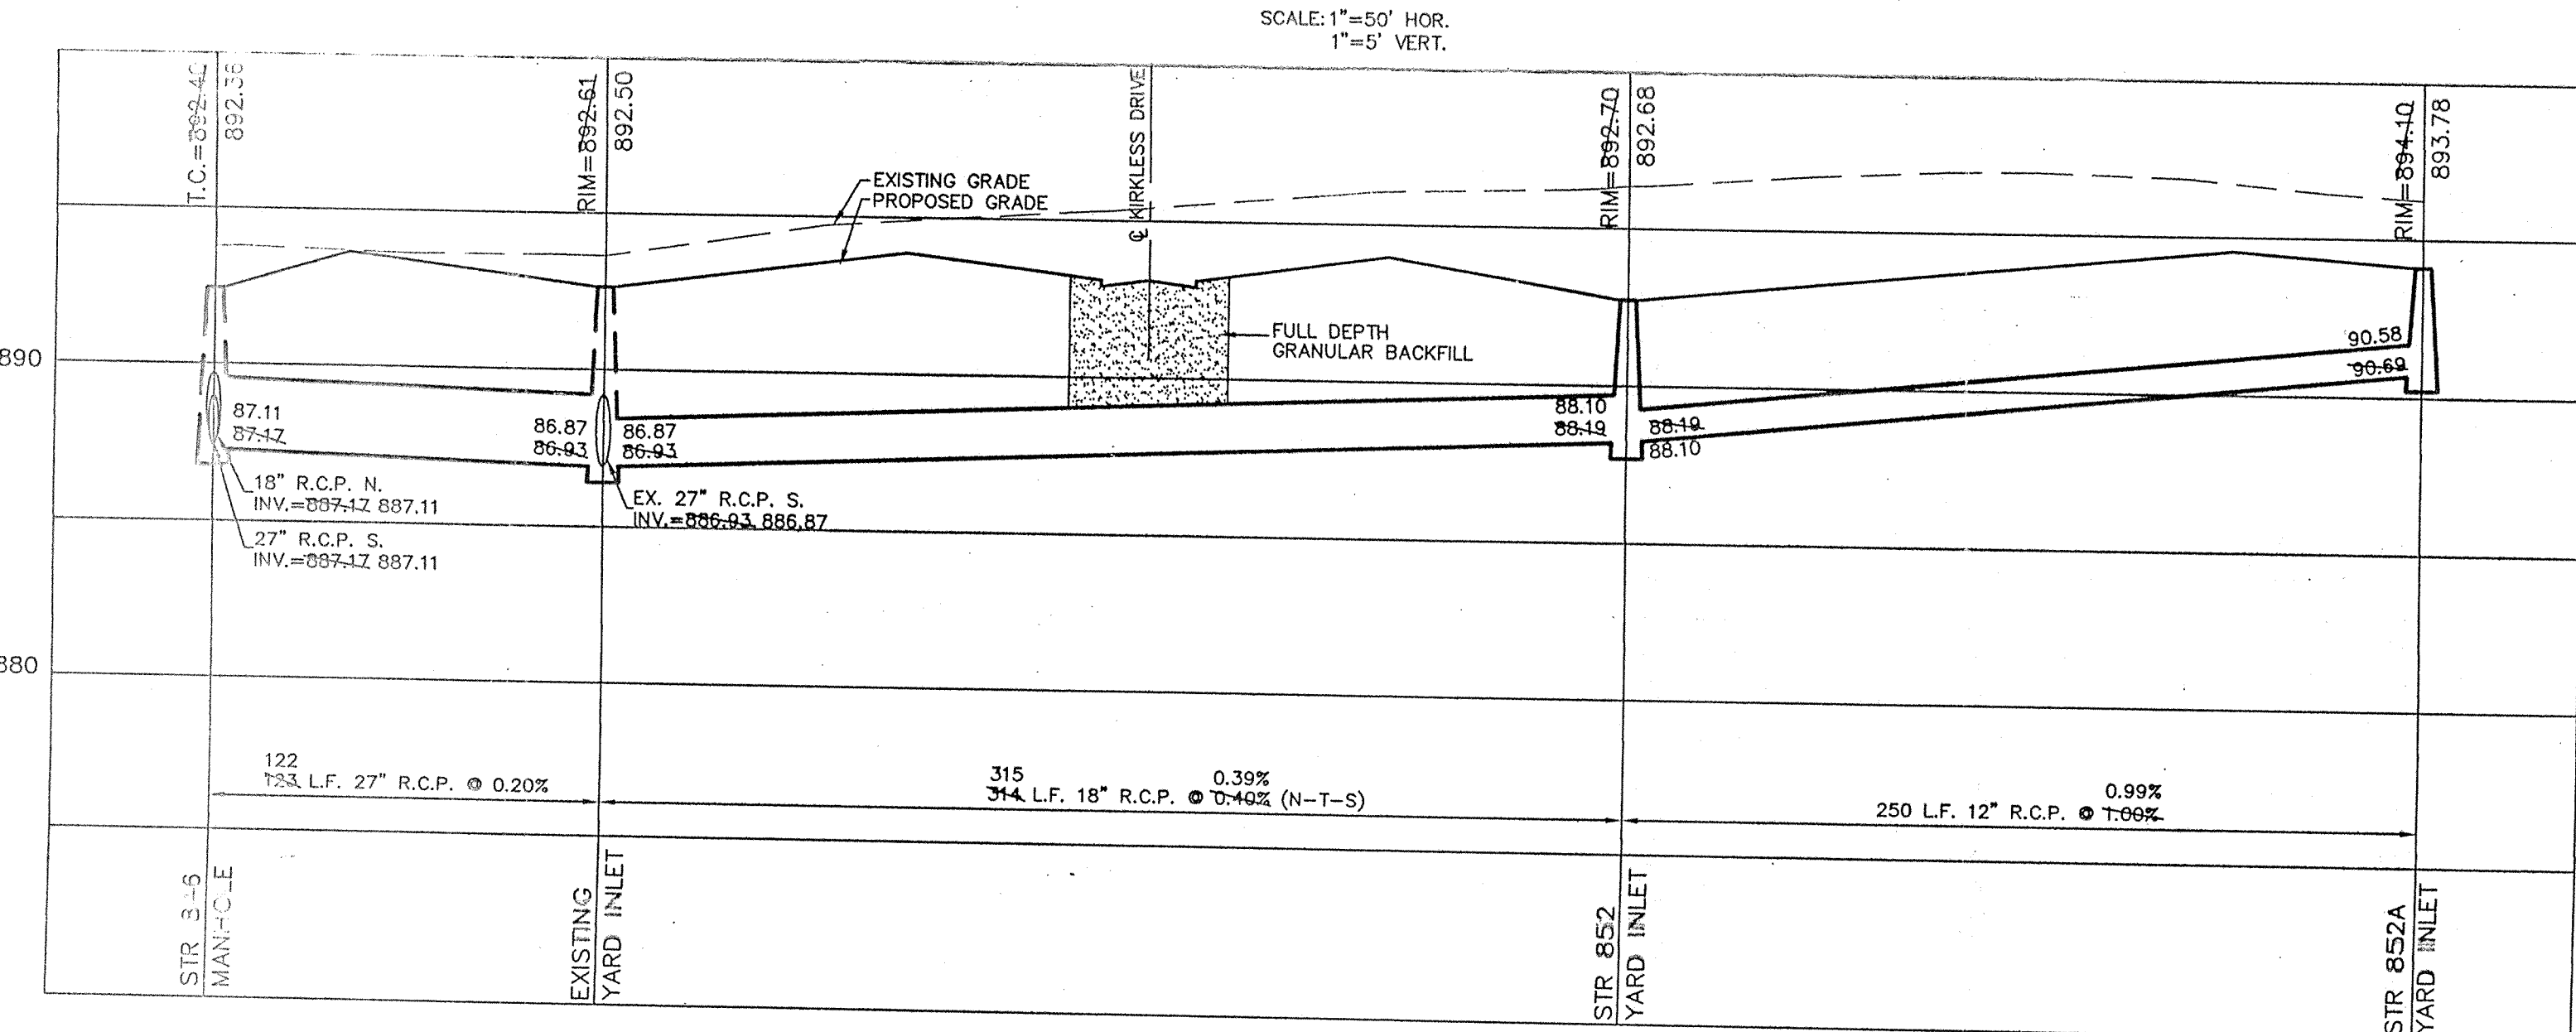 SCALE: 1"=50' HOR.
1"=5' VERT.
T.C.=892.40
892.38
RIM=892.61
892.50
℄ KIRKLESS DRIVE
RIM=892.70
892.68
RIM=894.10
893.78
EXISTING GRADE
PROPOSED GRADE
FULL DEPTH
GRANULAR BACKFILL
890
90.58
90.69
87.11
87.17
86.87
86.93
86.87
86.93
88.10
88.19
88.19
88.10
18" R.C.P. N.
INV.=887.17 887.11
27" R.C.P. S.
INV.=887.17 887.11
EX. 27" R.C.P. S.
INV.=886.93 886.87
880
122
123 L.F. 27" R.C.P. @ 0.20%
315 0.39%
314 L.F. 18" R.C.P. @ 0.40% (N-T-S)
0.99%
250 L.F. 12" R.C.P. @ 1.00%
STR
MANHOLE
EXISTING
YARD INLET
STR 852
YARD INLET
STR 852A
YARD INLET